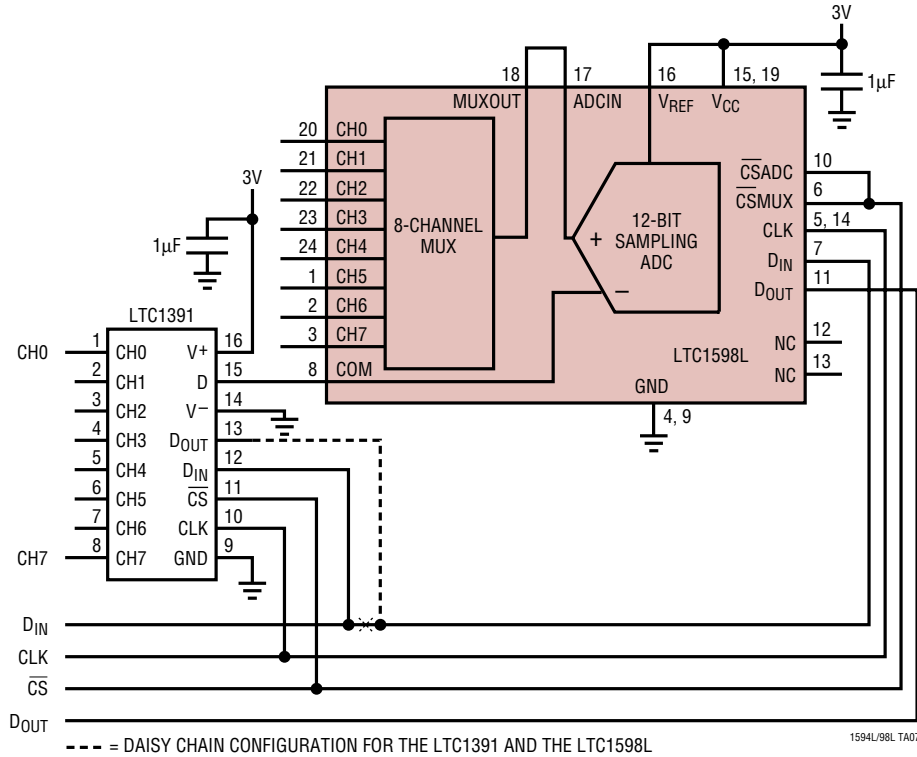 3V
1µF
18
17
16
15, 19
MUXOUT
ADCIN
VREF
VCC
20 CH0
21 CH1
22 CH2
23 CH3
24 CH4
1 CH5
2 CH6
3 CH7
8 COM
8-CHANNEL
MUX
+
–
12-BIT
SAMPLING
ADC
CSADC 10
CSMUX 6
CLK 5, 14
DIN 7
DOUT 11
NC 12
NC 13
LTC1598L
GND
4, 9
3V
1µF
LTC1391
CH0 1 CH0 V+ 16
2 CH1 D 15
3 CH2 V– 14
4 CH3 DOUT 13
5 CH4 DIN 12
6 CH5 CS 11
7 CH6 CLK 10
CH7 8 CH7 GND 9
DIN
CLK
CS
DOUT
= DAISY CHAIN CONFIGURATION FOR THE LTC1391 AND THE LTC1598L
1594L/98L TA07